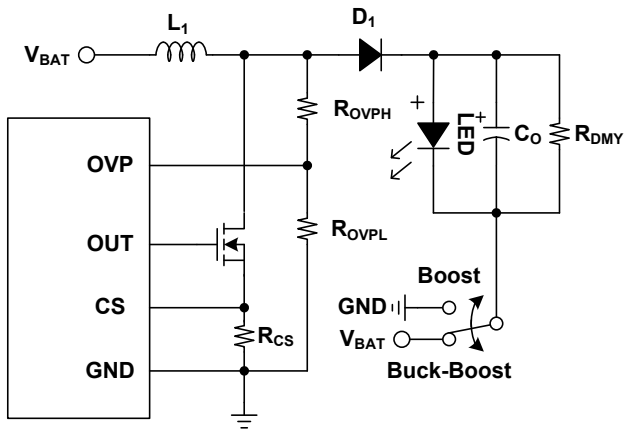 L1
D1
VBAT
ROVPH
+
LED
+
CO
RDMY
OVP
ROVPL
OUT
Boost
CS
GND
RCS
VBAT
GND
Buck-Boost